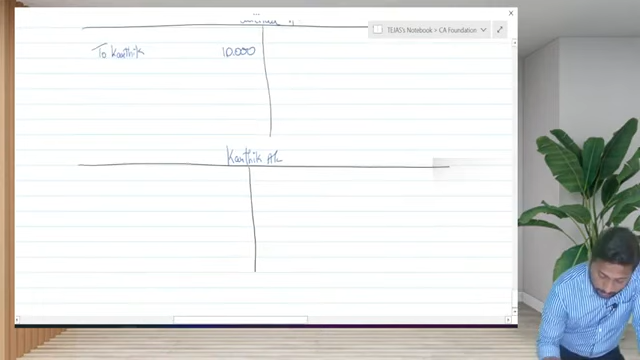 TEJAS's Notebook > CA Foundation
To Karthik 10.000
Karthik A/c